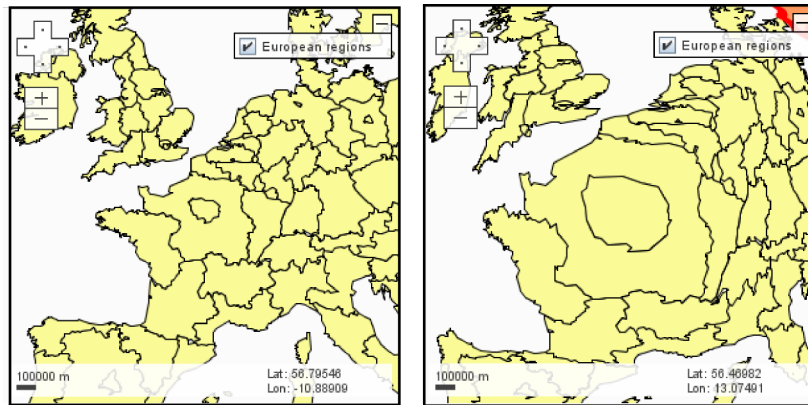 European regions
100000 m
Lat: 56.79546
Lon: -10.88909
European regions
100000 m
Lat: 56.46982
Lon: 13.07491